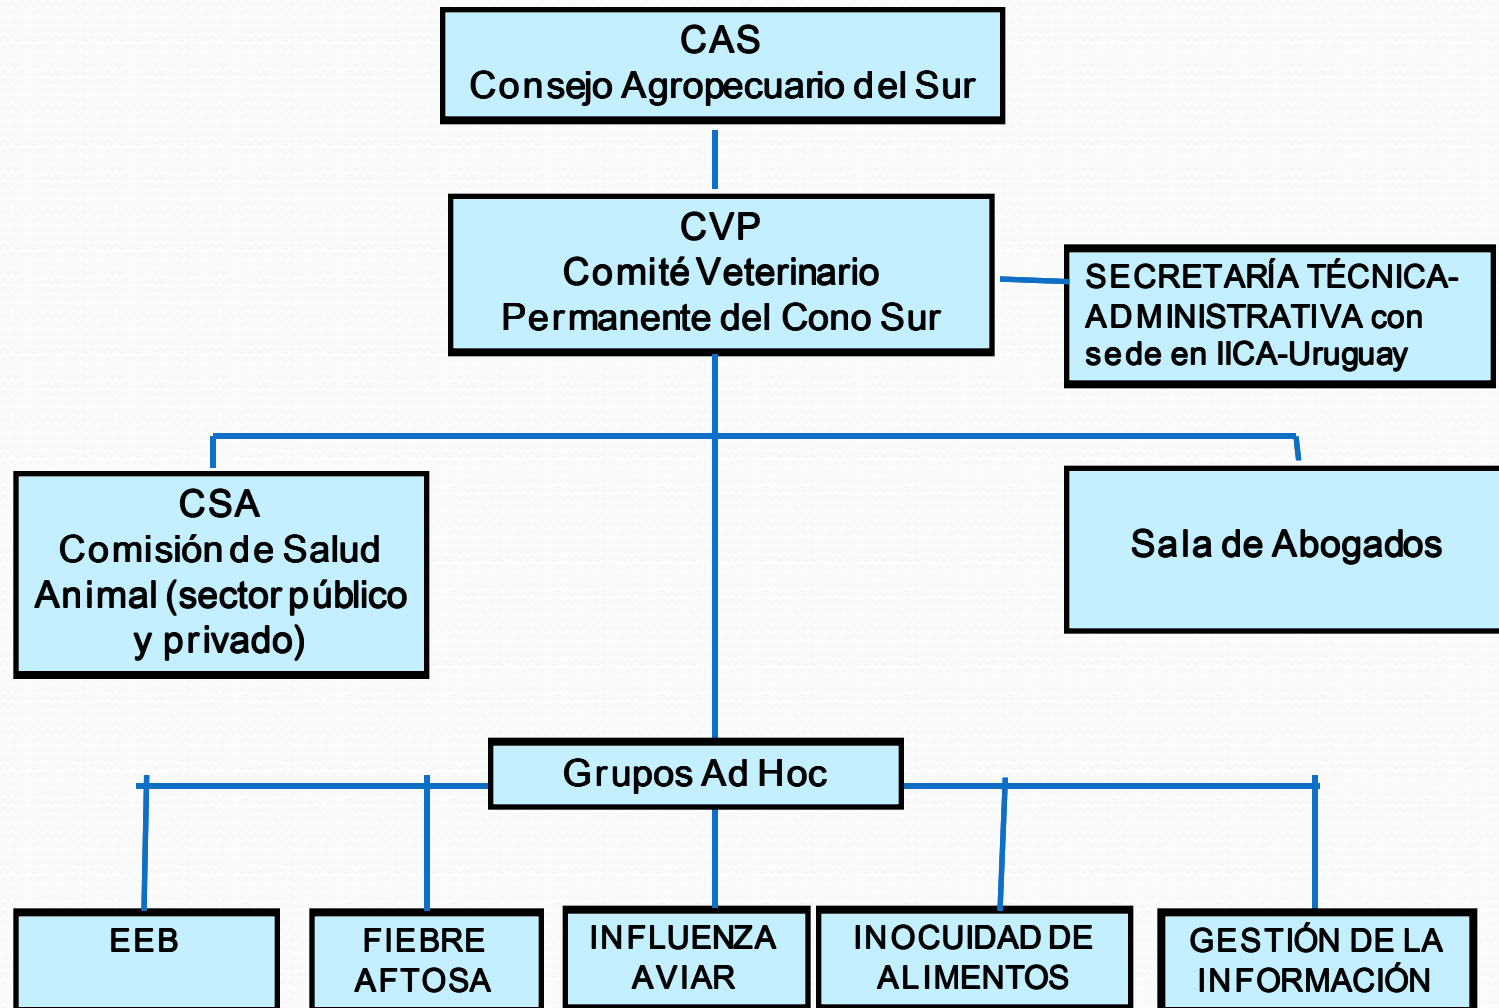 CAS
Consejo Agropecuario del Sur
CVP
Comité Veterinario
Permanente del Cono Sur
SECRETARÍA TÉCNICA-
ADMINISTRATIVA con
sede en IICA-Uruguay
CSA
Comisión de Salud
Animal (sector público
y privado)
Sala de Abogados
Grupos Ad Hoc
EEB
FIEBRE
AFTOSA
INFLUENZA
AVIAR
INOCUIDAD DE
ALIMENTOS
GESTIÓN DE LA
INFORMACIÓN